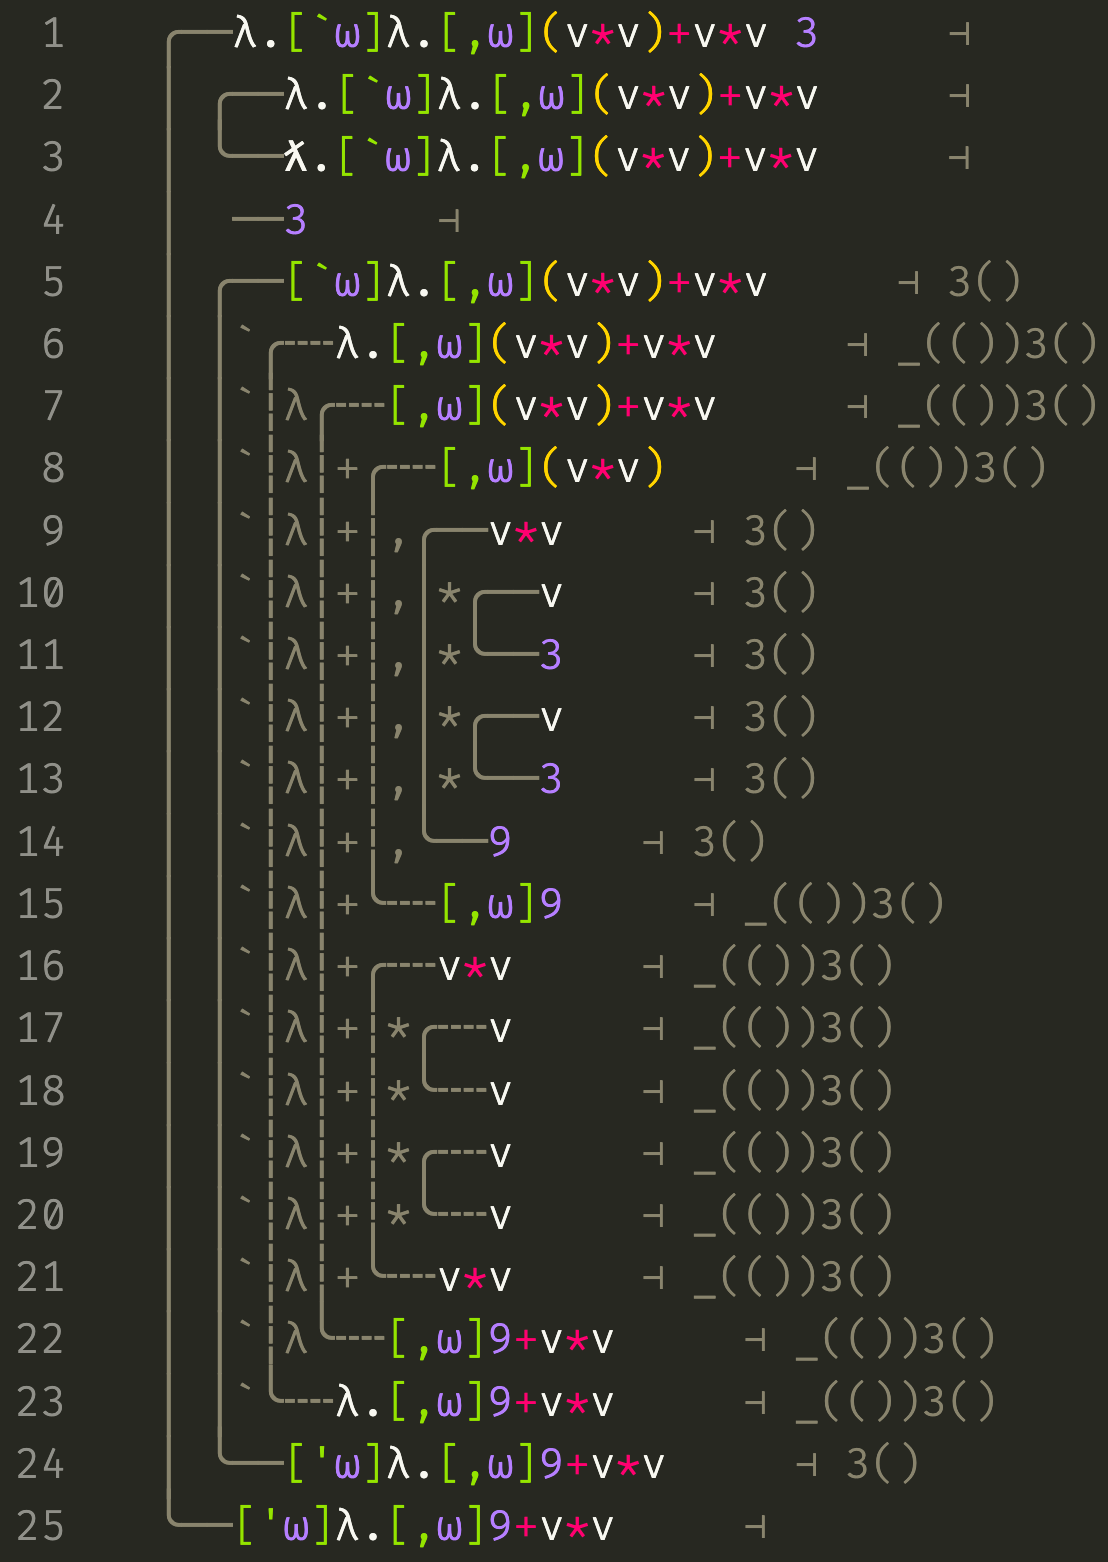 1 λ.[`ω]λ.[,ω](v*v)+v*v 3 ⊣
2 λ.[`ω]λ.[,ω](v*v)+v*v ⊣
3 ƛ.[`ω]λ.[,ω](v*v)+v*v ⊣
4 3 ⊣
5 [`ω]λ.[,ω](v*v)+v*v ⊣ 3()
6 ` λ.[,ω](v*v)+v*v ⊣ _(())3()
7 ` λ [,ω](v*v)+v*v ⊣ _(())3()
8 ` λ + [,ω](v*v) ⊣ _(())3()
9 ` λ + , v*v ⊣ 3()
10 ` λ + , * v ⊣ 3()
11 ` λ + , * 3 ⊣ 3()
12 ` λ + , * v ⊣ 3()
13 ` λ + , * 3 ⊣ 3()
14 ` λ + , 9 ⊣ 3()
15 ` λ + [,ω]9 ⊣ _(())3()
16 ` λ + v*v ⊣ _(())3()
17 ` λ + * v ⊣ _(())3()
18 ` λ + * v ⊣ _(())3()
19 ` λ + * v ⊣ _(())3()
20 ` λ + * v ⊣ _(())3()
21 ` λ + v*v ⊣ _(())3()
22 ` λ [,ω]9+v*v ⊣ _(())3()
23 ` λ.[,ω]9+v*v ⊣ _(())3()
24 ['ω]λ.[,ω]9+v*v ⊣ 3()
25 ['ω]λ.[,ω]9+v*v ⊣